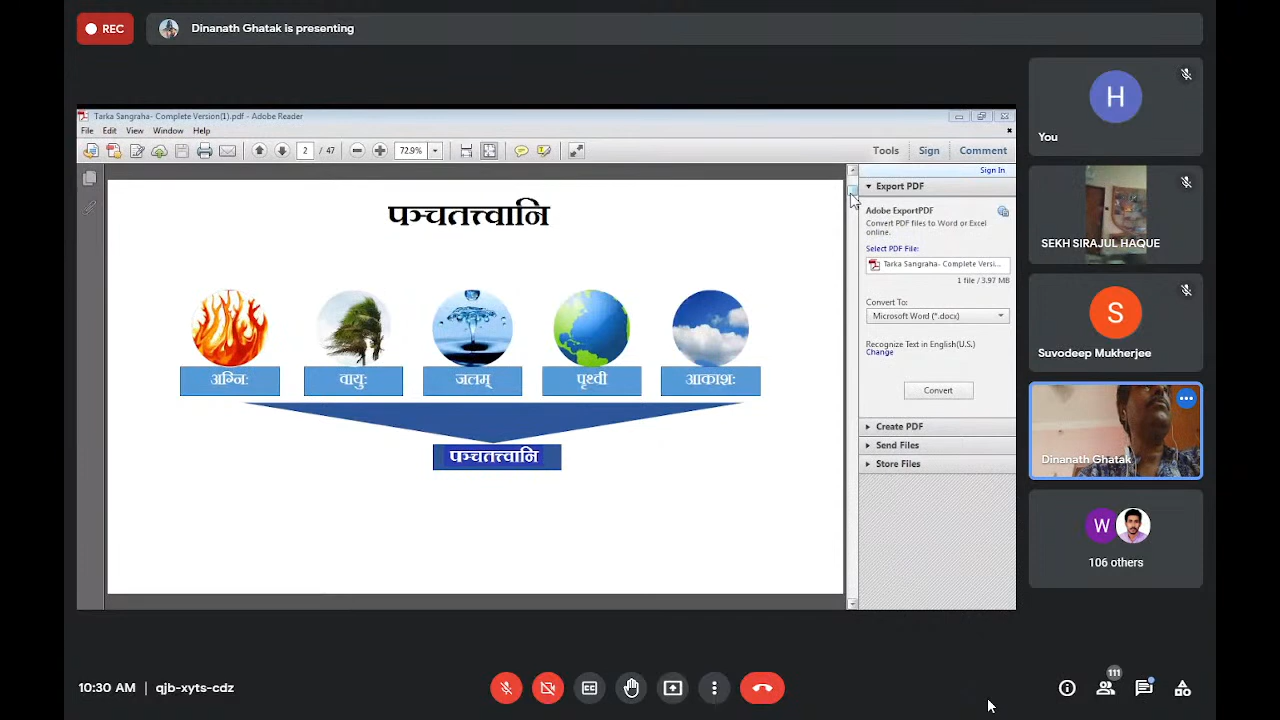 REC
Dinanath Ghatak is presenting
Tarka Sangraha- Complete Version(1).pdf - Adobe Reader
File Edit View Window Help
2 / 47 72.9% Tools Sign Comment
Sign In
Export PDF
Adobe ExportPDF
Convert PDF files to Word or Excel
online.
Select PDF File:
Tarka Sangraha- Complete Versi...
1 file / 3.97 MB
Convert To:
Microsoft Word (*.docx)
Recognize Text in English(U.S.)
Change
Convert
Create PDF
Send Files
Store Files
पञ्चतत्त्वानि
अग्निः वायुः जलम् पृथ्वी आकाशः
पञ्चतत्त्वानि
H
You
SEKH SIRAJUL HAQUE
S
Suvodeep Mukherjee
Dinanath Ghatak
W
106 others
10:30 AM | qjb-xyts-cdz
CC
111